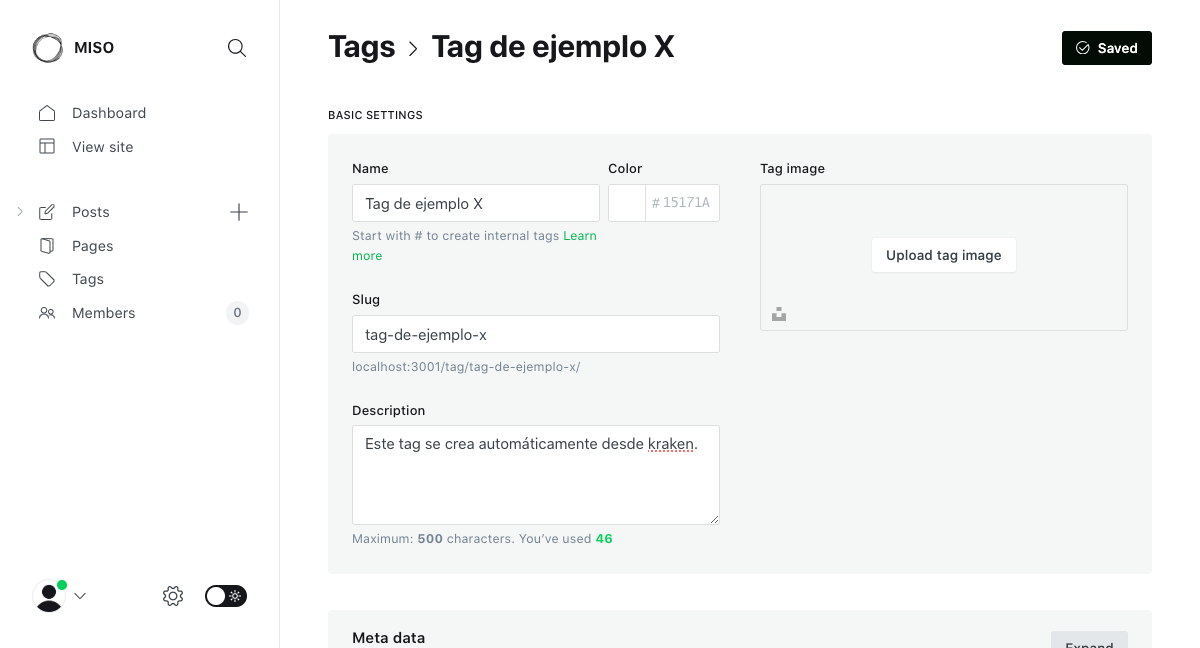 MISO
Dashboard
View site
Posts
Pages
Tags
Members
0
Tags > Tag de ejemplo X
Saved
BASIC SETTINGS
Name
Tag de ejemplo X
Start with # to create internal tags Learn
more
Color
# 15171A
Slug
tag-de-ejemplo-x
localhost:3001/tag/tag-de-ejemplo-x/
Description
Este tag se crea automáticamente desde kraken.
Maximum: 500 characters. You’ve used 46
Tag image
Upload tag image
Meta data
Expand